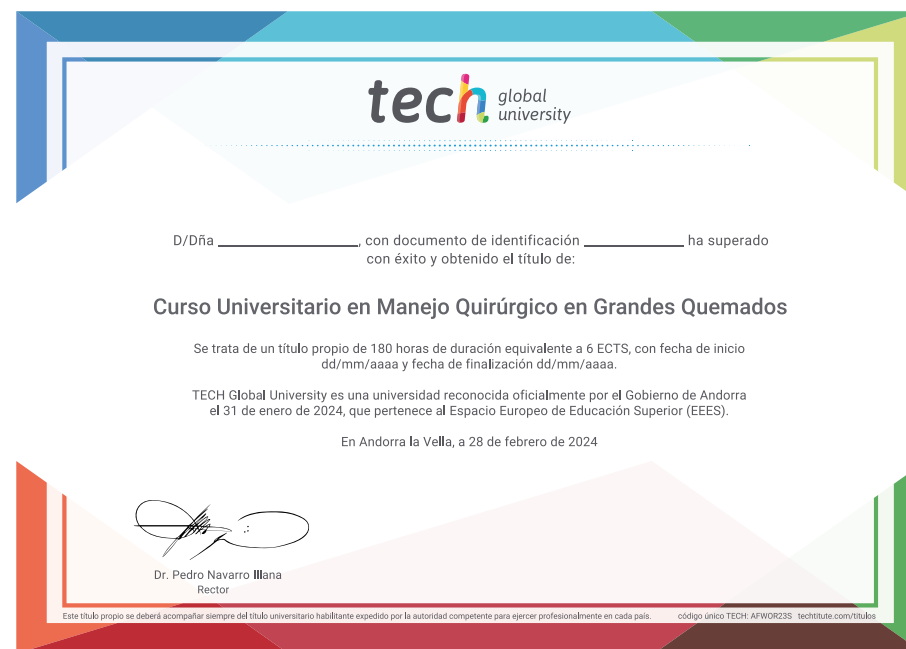 tech global university
D/Dña ______________, con documento de identificación __________ ha superado
con éxito y obtenido el título de:
Curso Universitario en Manejo Quirúrgico en Grandes Quemados
Se trata de un título propio de 180 horas de duración equivalente a 6 ECTS, con fecha de inicio
dd/mm/aaaa y fecha de finalización dd/mm/aaaa.
TECH Global University es una universidad reconocida oficialmente por el Gobierno de Andorra
el 31 de enero de 2024, que pertenece al Espacio Europeo de Educación Superior (EEES).
En Andorra la Vella, a 28 de febrero de 2024
Dr. Pedro Navarro Illana
Rector
Este título propio se deberá acompañar siempre del título universitario habilitante expedido por la autoridad competente para ejercer profesionalmente en cada país. código único TECH: AFWOR23S techtitute.com/titulos